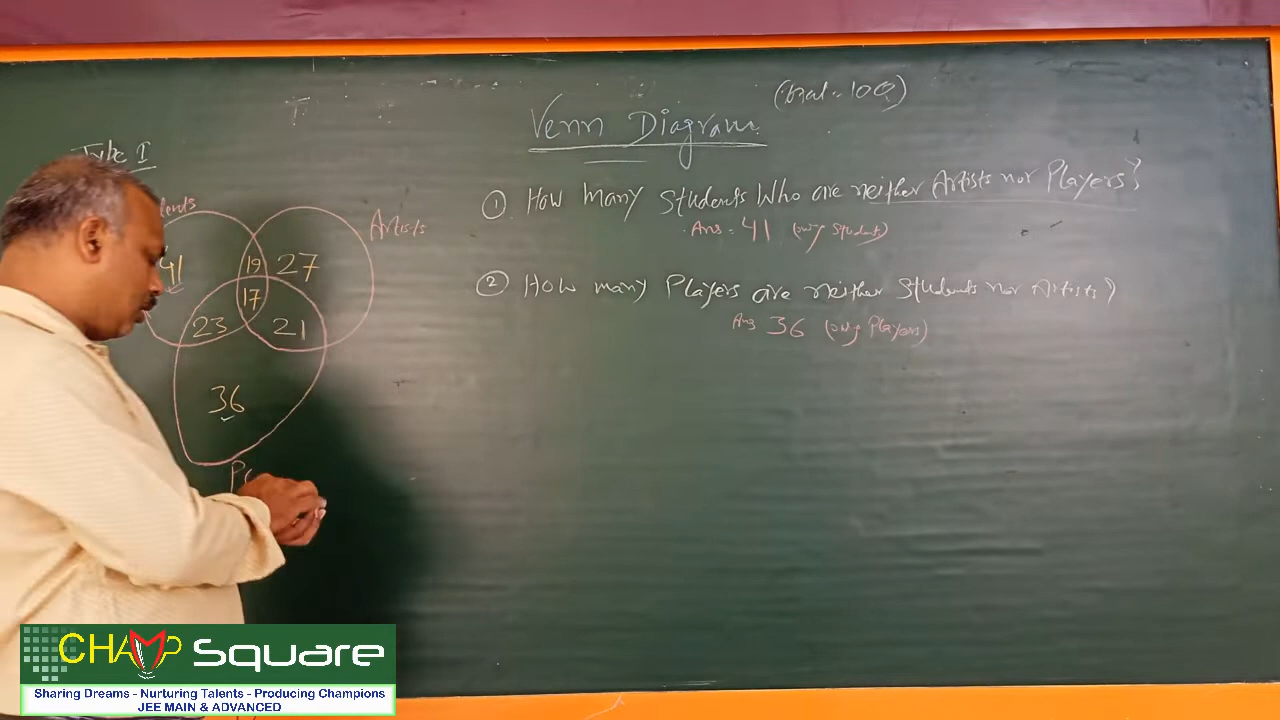 Venn Diagram
Type I
① How many Students Who are neither Artists nor Players?
Ans = 41 (only Students)
② How many Players are neither Students nor Artists?
Ans 36 (only Players)
Artists
41
19
27
17
23
21
36
CHAMP Square
Sharing Dreams - Nurturing Talents - Producing Champions
JEE MAIN & ADVANCED